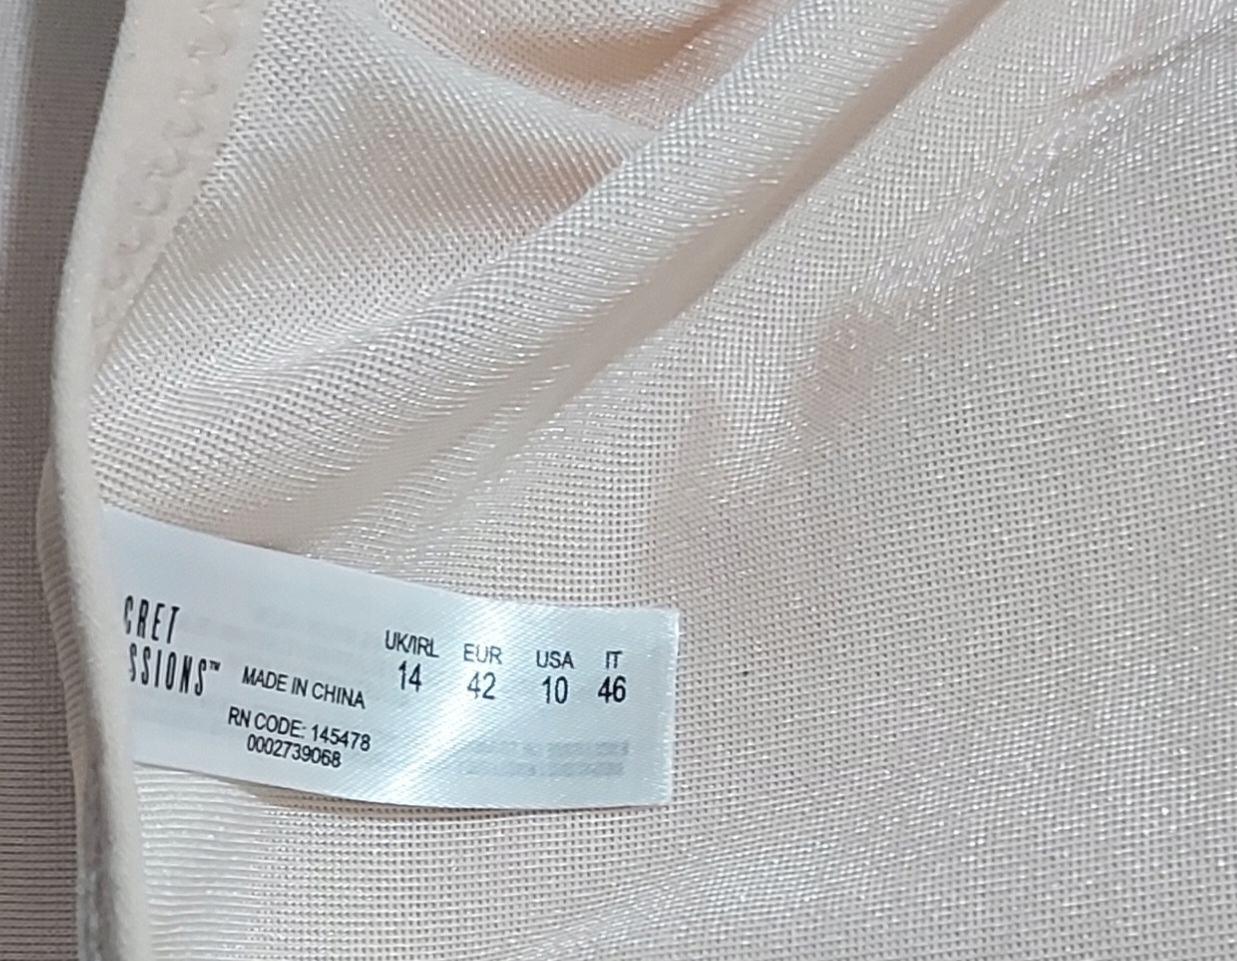 CRET
SSIONS™
MADE IN CHINA
RN CODE: 145478
0002739068
UK/IRL EUR USA IT
14 42 10 46